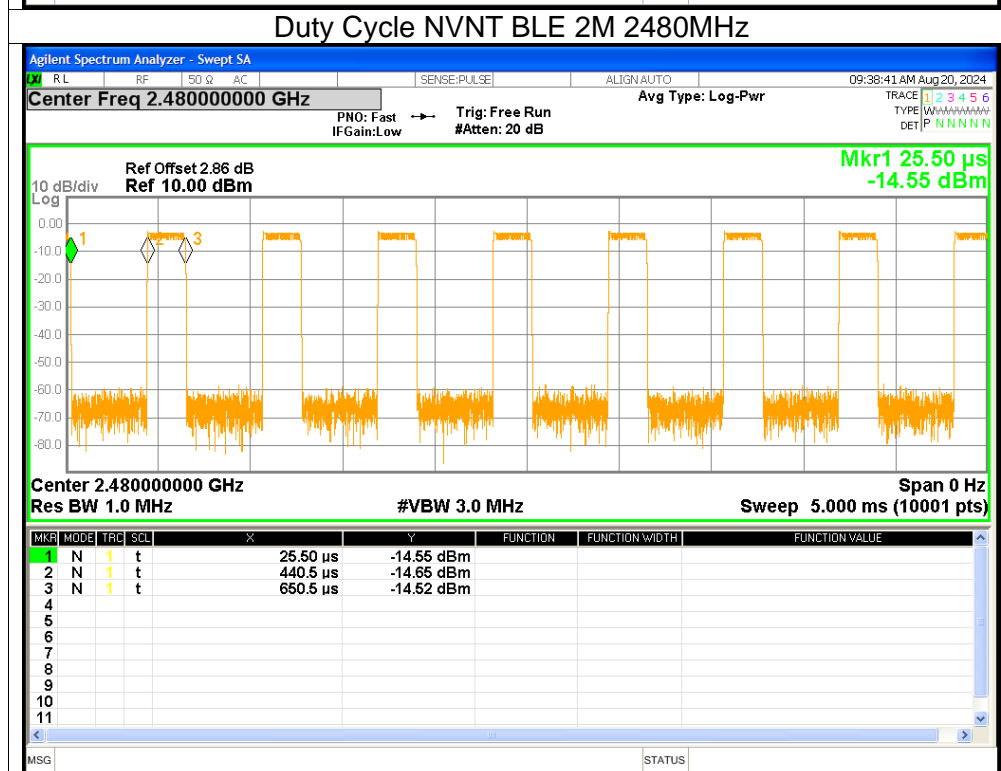 Duty Cycle NVNT BLE 2M 2480MHz
Agilent Spectrum Analyzer - Swept SA
LXI RL RF 50 Ω AC SENSE:PULSE ALIGN AUTO 09:38:41 AM Aug 20, 2024
Center Freq 2.480000000 GHz Avg Type: Log-Pwr TRACE 1 2 3 4 5 6
PNO: Fast Trig: Free Run TYPE WWWWWW
IFGain:Low #Atten: 20 dB DET P N N N N N
Mkr1 25.50 µs
Ref Offset 2.86 dB -14.55 dBm
10 dB/div Ref 10.00 dBm
Log
0.00
1 2 3
-10.0
-20.0
-30.0
-40.0
-50.0
-60.0
-70.0
-80.0
Center 2.480000000 GHz Span 0 Hz
Res BW 1.0 MHz #VBW 3.0 MHz Sweep 5.000 ms (10001 pts)
MKR MODE TRC SCL X Y FUNCTION FUNCTION WIDTH FUNCTION VALUE
1 N 1 t 25.50 µs -14.55 dBm
2 N 1 t 440.5 µs -14.65 dBm
3 N 1 t 650.5 µs -14.52 dBm
4
5
6
7
8
9
10
11
MSG STATUS